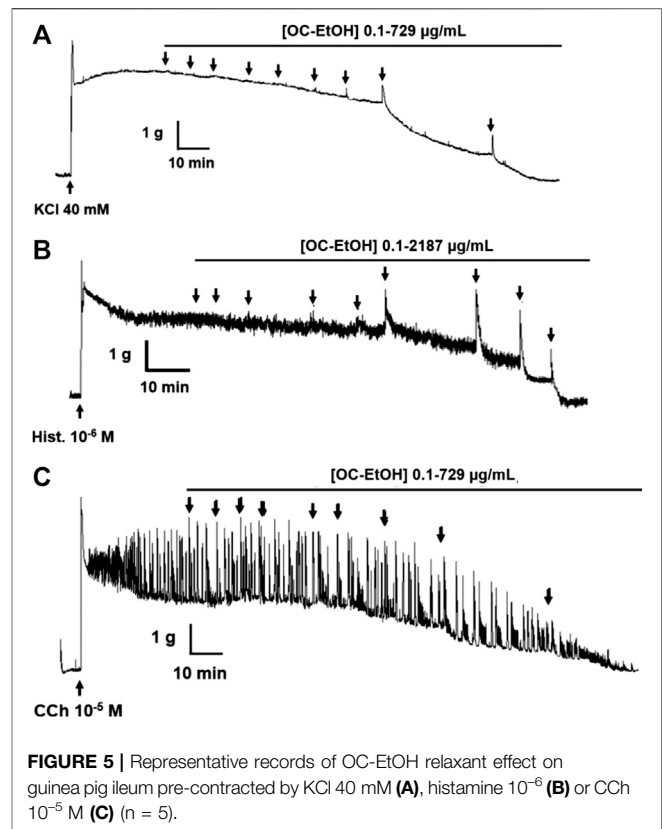 A
[OC-EtOH] 0.1-729 µg/mL
1 g
10 min
KCl 40 mM
B
[OC-EtOH] 0.1-2187 µg/mL
1 g
10 min
Hist. 10⁻⁶ M
C
[OC-EtOH] 0.1-729 µg/mL
1 g
10 min
CCh 10⁻⁵ M
FIGURE 5 | Representative records of OC-EtOH relaxant effect on
guinea pig ileum pre-contracted by KCl 40 mM (A), histamine 10⁻⁶ (B) or CCh
10⁻⁵ M (C) (n = 5).